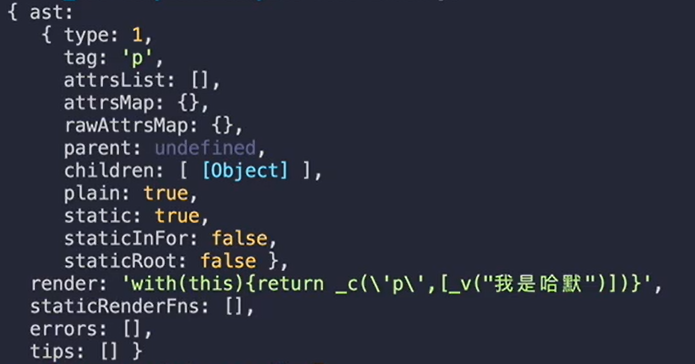 { ast:
{ type: 1,
tag: 'p',
attrsList: [],
attrsMap: {},
rawAttrsMap: {},
parent: undefined,
children: [ [Object] ],
plain: true,
static: true,
staticInFor: false,
staticRoot: false },
render: 'with(this){return _c(\'p\',[_v("我是哈默")])}',
staticRenderFns: [],
errors: [],
tips: [] }